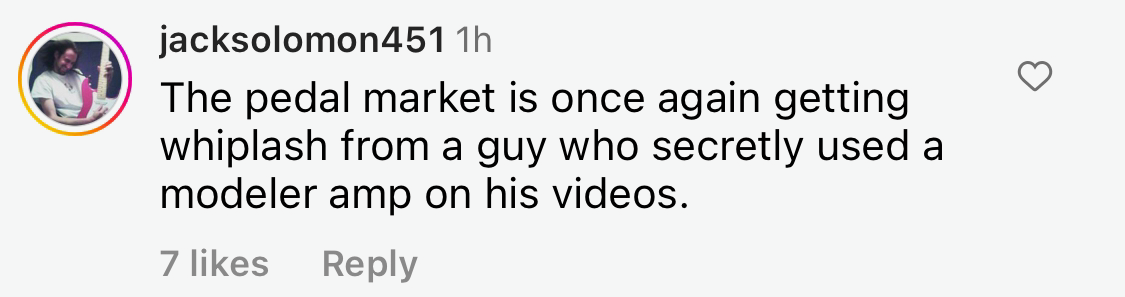 jacksolomon451 1h
The pedal market is once again getting
whiplash from a guy who secretly used a
modeler amp on his videos.
7 likes Reply